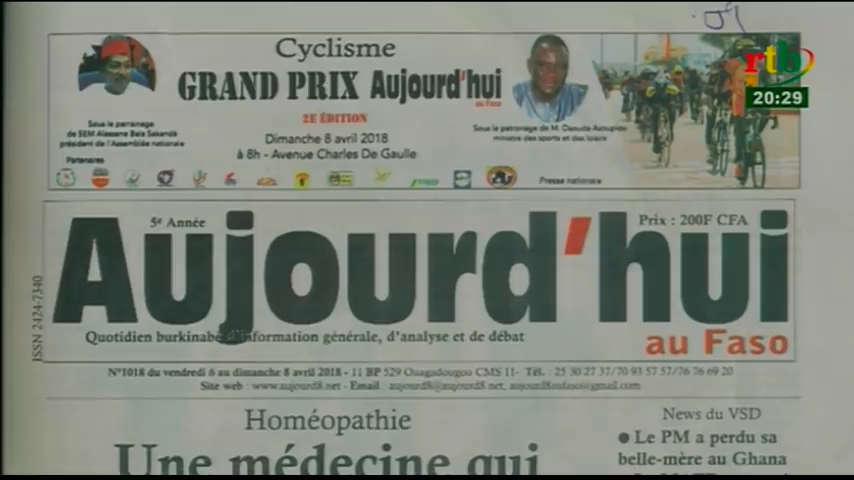 Cyclisme
GRAND PRIX Aujourd'hui
au Faso
2E ÉDITION
Dimanche 8 avril 2018
à 8h - Avenue Charles De Gaulle
Sous le parrainage
de SEM Alassane Bala Sakandé
président de l'Assemblée nationale
Partenaires
Sous le patronage de M. Daouda Azoupiou
ministre des sports et des loisirs
Presse nationale
rtb
20:29
5e Année
Prix : 200F CFA
Aujourd'hui
au Faso
Quotidien burkinabé d'information générale, d'analyse et de débat
ISSN 2424-7340
N°1018 du vendredi 6 au dimanche 8 avril 2018 - 11 BP 529 Ouagadougou CMS 11- Tél. : 25 30 27 37/70 93 57 57/76 76 69 20
Site web : www.aujourd8.net - Email : aujourd8@aujourd8.net, aujourd8aufaso@gmail.com
Homéopathie
Une médecine qui
News du VSD
● Le PM a perdu sa
belle-mère au Ghana